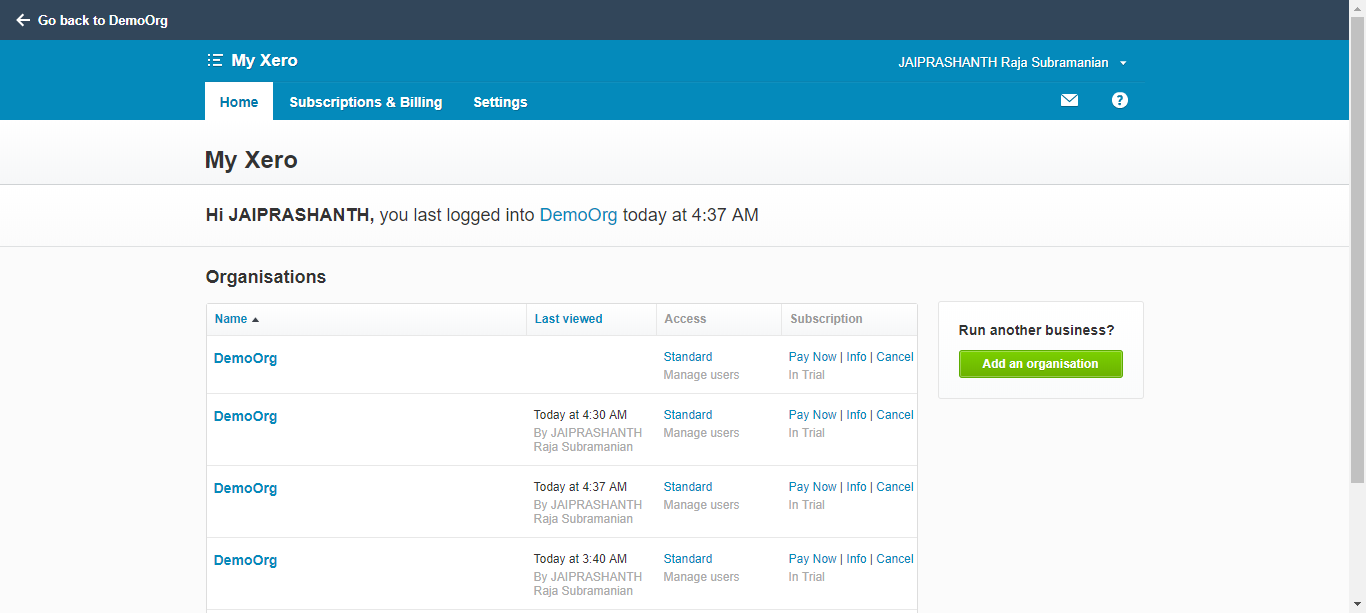 Go back to DemoOrg
My Xero
JAIPRASHANTH Raja Subramanian
Home
Subscriptions & Billing
Settings
?
My Xero
Hi JAIPRASHANTH, you last logged into DemoOrg today at 4:37 AM
Organisations
Name
Last viewed
Access
Subscription
DemoOrg
Standard
Pay Now | Info | Cancel
Manage users
In Trial
DemoOrg
Today at 4:30 AM
Standard
Pay Now | Info | Cancel
By JAIPRASHANTH
Manage users
In Trial
Raja Subramanian
DemoOrg
Today at 4:37 AM
Standard
Pay Now | Info | Cancel
By JAIPRASHANTH
Manage users
In Trial
Raja Subramanian
DemoOrg
Today at 3:40 AM
Standard
Pay Now | Info | Cancel
By JAIPRASHANTH
Manage users
In Trial
Raja Subramanian
Run another business?
Add an organisation